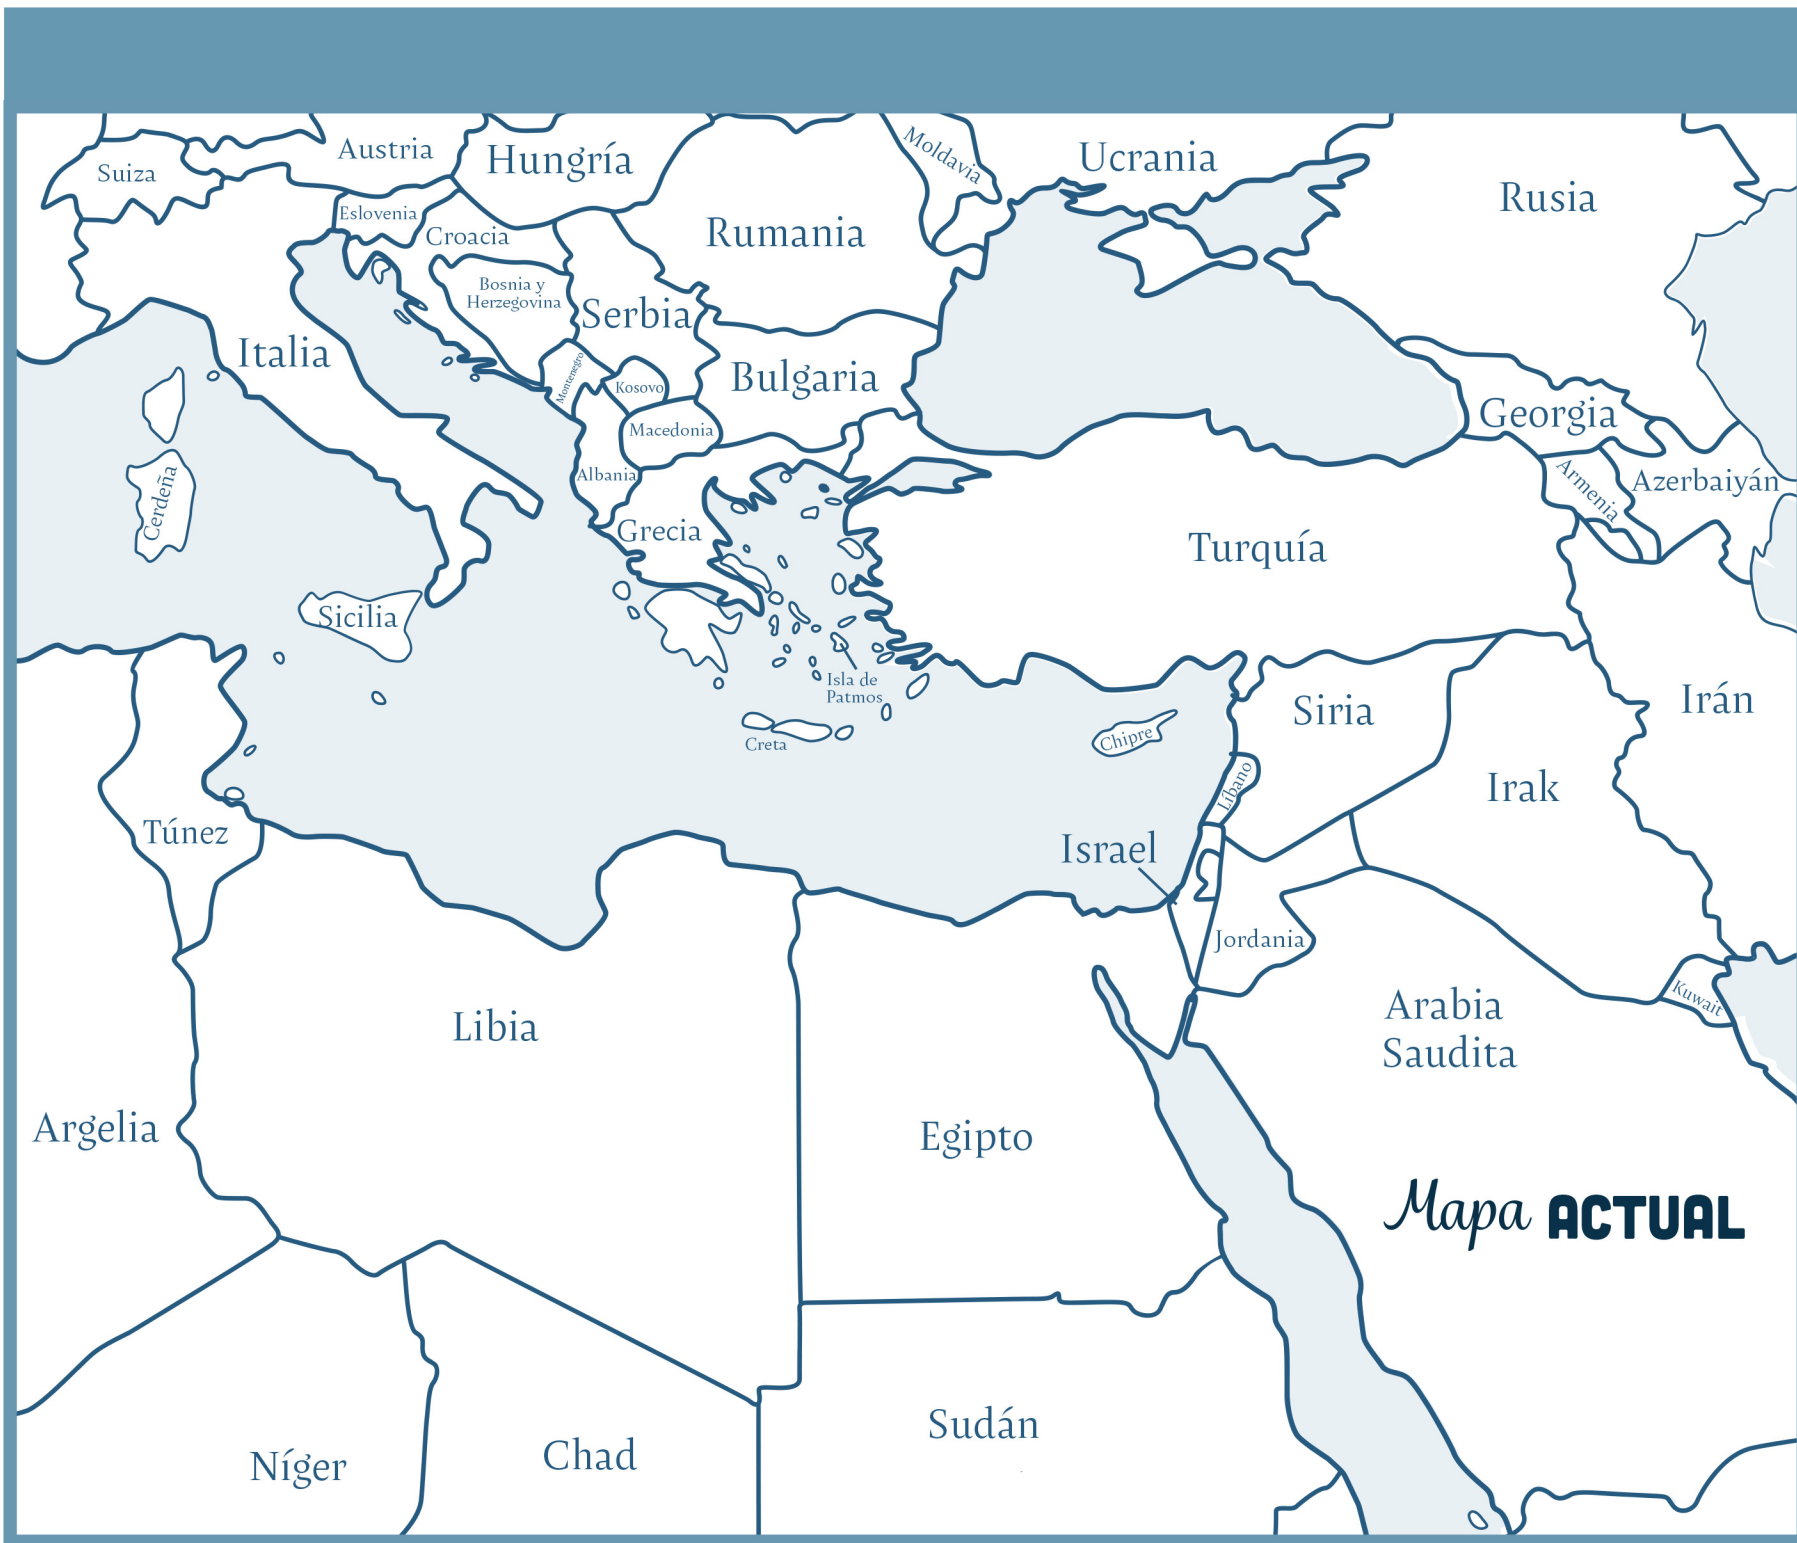 Suiza
Austria
Hungría
Moldavia
Ucrania
Rusia
Eslovenia
Croacia
Rumania
Bosnia y
Herzegovina
Serbia
Italia
Montenegro
Kosovo
Bulgaria
Georgia
Macedonia
Albania
Armenia
Azerbaiyán
Cerdeña
Grecia
Turquía
Sicilia
Isla de
Patmos
Creta
Chipre
Siria
Irán
Líbano
Irak
Túnez
Israel
Jordania
Kuwait
Libia
Arabia
Saudita
Argelia
Egipto
Mapa ACTUAL
Níger
Chad
Sudán